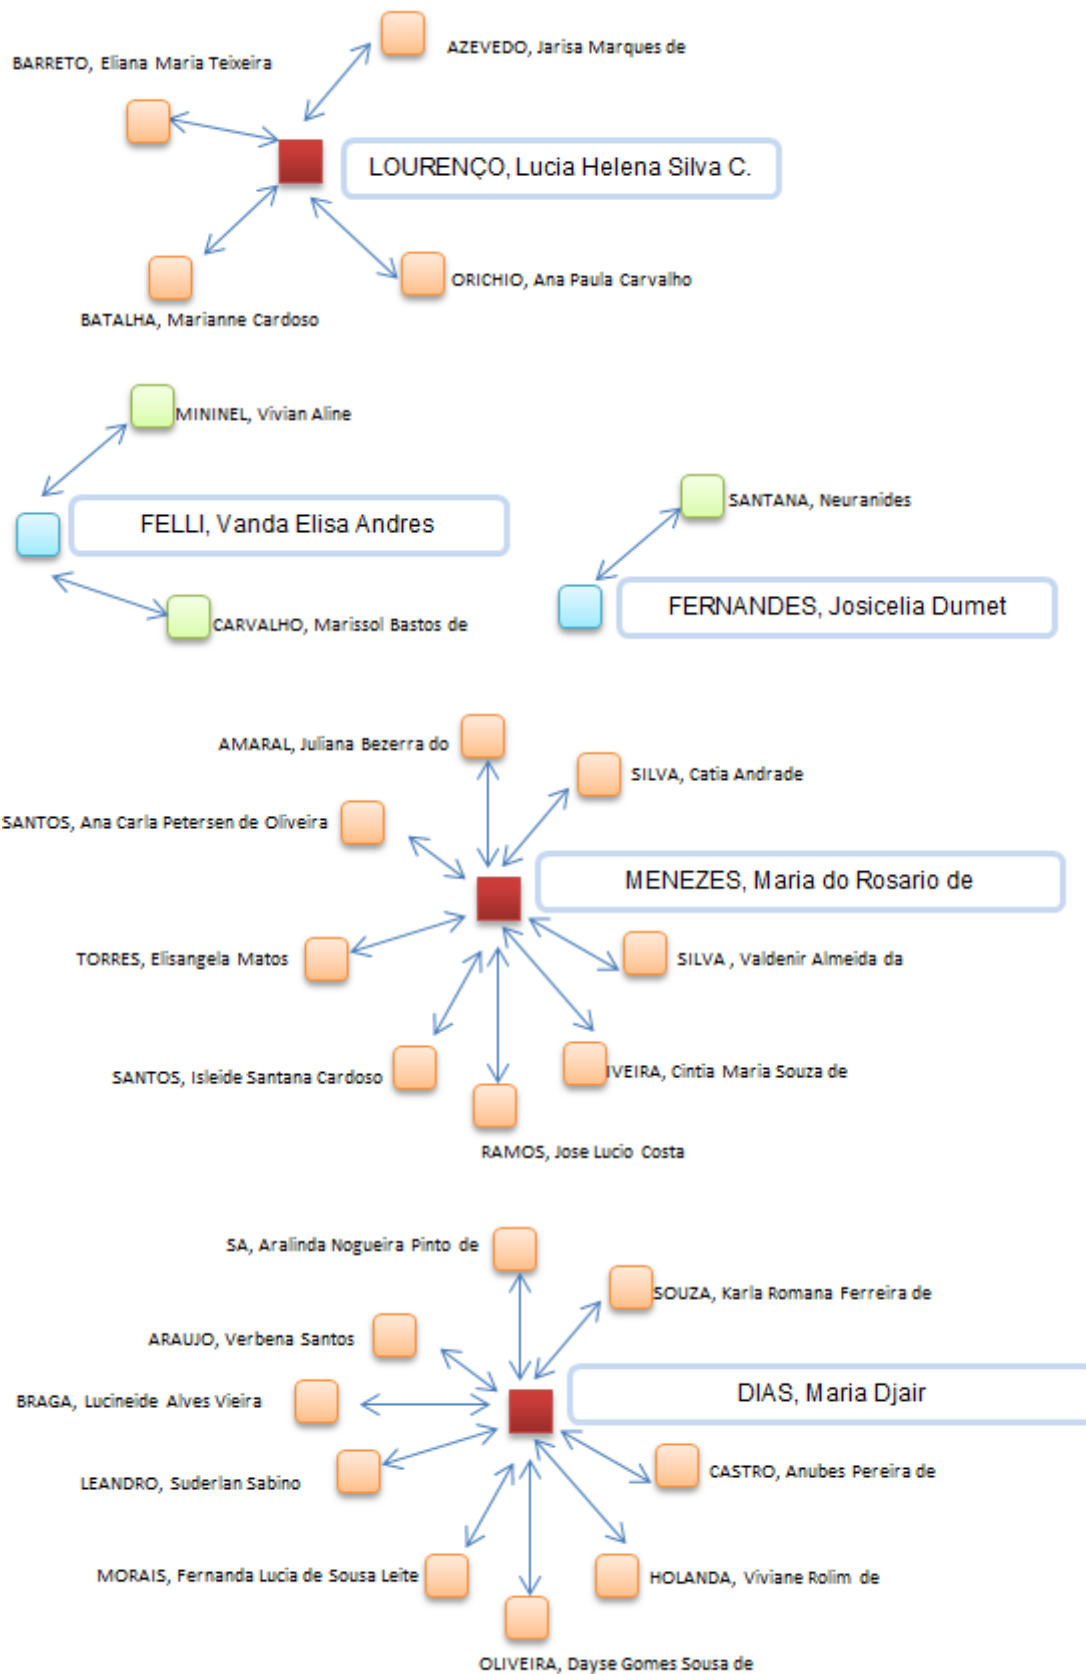 AZEVEDO, Jarisa Marques de
BARRETO, Eliana Maria Teixeira
LOURENÇO, Lucia Helena Silva C.
ORICHIO, Ana Paula Carvalho
BATALHA, Marianne Cardoso
MININEL, Vivian Aline
SANTANA, Neuranides
FELLI, Vanda Elisa Andres
FERNANDES, Josicelia Dumet
CARVALHO, Marissol Bastos de
AMARAL, Juliana Bezerra do
SILVA, Catia Andrade
SANTOS, Ana Carla Petersen de Oliveira
MENEZES, Maria do Rosario de
TORRES, Elisangela Matos
SILVA , Valdenir Almeida da
SANTOS, Isleide Santana Cardoso
IVEIRA, Cintia Maria Souza de
RAMOS, Jose Lucio Costa
SA, Aralinda Nogueira Pinto de
SOUZA, Karla Romana Ferreira de
ARAUJO, Verbena Santos
DIAS, Maria Djair
BRAGA, Lucineide Alves Vieira
CASTRO, Anubes Pereira de
LEANDRO, Suderlan Sabino
MORAIS, Fernanda Lucia de Sousa Leite
HOLANDA, Viviane Rolim de
OLIVEIRA, Dayse Gomes Sousa de